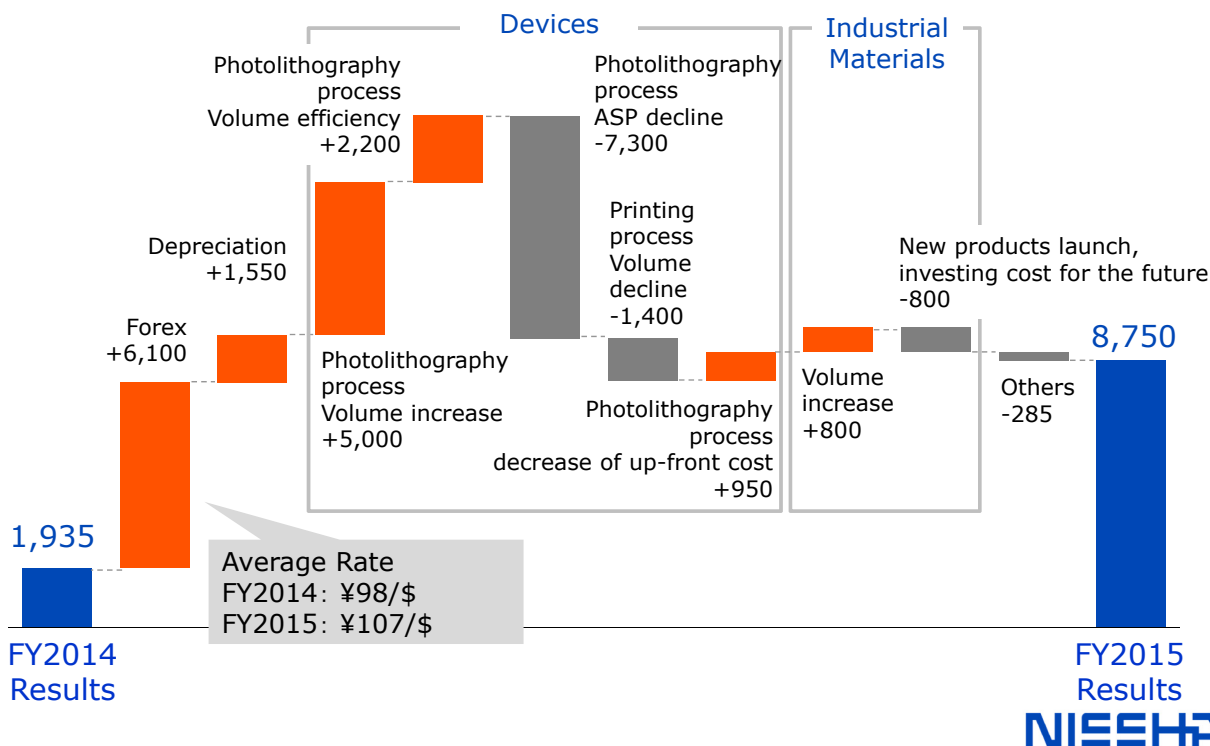 Devices
Industrial
Materials
Photolithography
process
Volume efficiency
+2,200
Photolithography
process
ASP decline
-7,300
Printing
process
Volume
decline
-1,400
New products launch,
investing cost for the future
-800
Depreciation
+1,550
Forex
+6,100
8,750
Photolithography
process
Volume increase
+5,000
Volume
increase
+800
Others
-285
Photolithography
process
decrease of up-front cost
+950
1,935
Average Rate
FY2014: ¥98/$
FY2015: ¥107/$
FY2014
Results
FY2015
Results